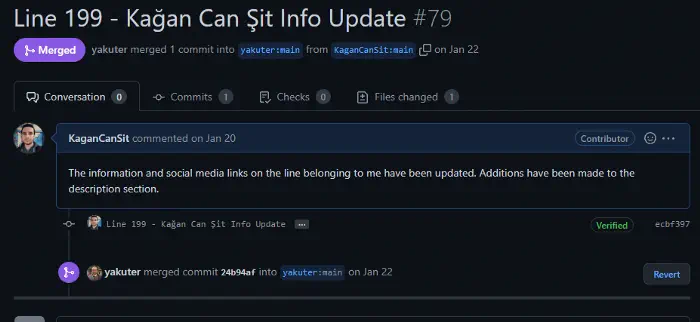 Line 199 - Kağan Can Şit Info Update #79
Merged yakuter merged 1 commit into yakuter:main from KaganCanSit:main on Jan 22
Conversation 0 Commits 1 Checks 0 Files changed 1
KaganCanSit commented on Jan 20 Contributor
The information and social media links on the line belonging to me have been updated. Additions have been made to the
description section.
Line 199 - Kağan Can Şit Info Update ... Verified ecbf397
yakuter merged commit 24b94af into yakuter:main on Jan 22 Revert